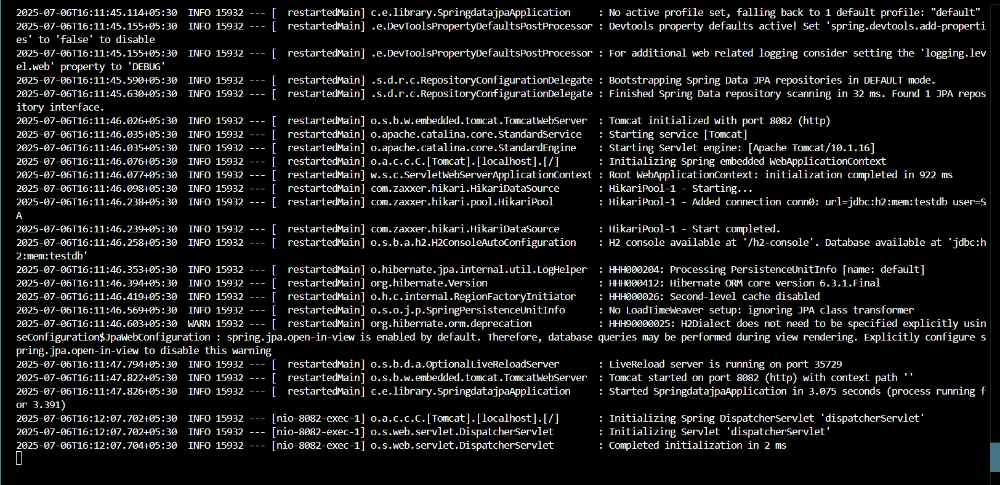 2025-07-06T16:11:45.114+05:30  INFO 15932 --- [  restartedMain] c.e.library.SpringdatajpaApplication     : No active profile set, falling back to 1 default profile: "default"
2025-07-06T16:11:45.155+05:30  INFO 15932 --- [  restartedMain] .e.DevToolsPropertyDefaultsPostProcessor : Devtools property defaults active! Set 'spring.devtools.add-properti
es' to 'false' to disable
2025-07-06T16:11:45.155+05:30  INFO 15932 --- [  restartedMain] .e.DevToolsPropertyDefaultsPostProcessor : For additional web related logging consider setting the 'logging.lev
el.web' property to 'DEBUG'
2025-07-06T16:11:45.590+05:30  INFO 15932 --- [  restartedMain] .s.d.r.c.RepositoryConfigurationDelegate : Bootstrapping Spring Data JPA repositories in DEFAULT mode.
2025-07-06T16:11:45.630+05:30  INFO 15932 --- [  restartedMain] .s.d.r.c.RepositoryConfigurationDelegate : Finished Spring Data repository scanning in 32 ms. Found 1 JPA repos
itory interface.
2025-07-06T16:11:46.026+05:30  INFO 15932 --- [  restartedMain] o.s.b.w.embedded.tomcat.TomcatWebServer  : Tomcat initialized with port 8082 (http)
2025-07-06T16:11:46.035+05:30  INFO 15932 --- [  restartedMain] o.apache.catalina.core.StandardService   : Starting service [Tomcat]
2025-07-06T16:11:46.035+05:30  INFO 15932 --- [  restartedMain] o.apache.catalina.core.StandardEngine    : Starting Servlet engine: [Apache Tomcat/10.1.16]
2025-07-06T16:11:46.076+05:30  INFO 15932 --- [  restartedMain] o.a.c.c.C.[Tomcat].[localhost].[/]       : Initializing Spring embedded WebApplicationContext
2025-07-06T16:11:46.077+05:30  INFO 15932 --- [  restartedMain] w.s.c.ServletWebServerApplicationContext : Root WebApplicationContext: initialization completed in 922 ms
2025-07-06T16:11:46.098+05:30  INFO 15932 --- [  restartedMain] com.zaxxer.hikari.HikariDataSource       : HikariPool-1 - Starting...
2025-07-06T16:11:46.238+05:30  INFO 15932 --- [  restartedMain] com.zaxxer.hikari.pool.HikariPool        : HikariPool-1 - Added connection conn0: url=jdbc:h2:mem:testdb user=S
A
2025-07-06T16:11:46.239+05:30  INFO 15932 --- [  restartedMain] com.zaxxer.hikari.HikariDataSource       : HikariPool-1 - Start completed.
2025-07-06T16:11:46.258+05:30  INFO 15932 --- [  restartedMain] o.s.b.a.h2.H2ConsoleAutoConfiguration    : H2 console available at '/h2-console'. Database available at 'jdbc:h
2:mem:testdb'
2025-07-06T16:11:46.353+05:30  INFO 15932 --- [  restartedMain] o.hibernate.jpa.internal.util.LogHelper  : HHH000204: Processing PersistenceUnitInfo [name: default]
2025-07-06T16:11:46.394+05:30  INFO 15932 --- [  restartedMain] org.hibernate.Version                    : HHH000412: Hibernate ORM core version 6.3.1.Final
2025-07-06T16:11:46.419+05:30  INFO 15932 --- [  restartedMain] o.h.c.internal.RegionFactoryInitiator    : HHH000026: Second-level cache disabled
2025-07-06T16:11:46.569+05:30  INFO 15932 --- [  restartedMain] o.s.o.j.p.SpringPersistenceUnitInfo      : No LoadTimeWeaver setup: ignoring JPA class transformer
2025-07-06T16:11:46.603+05:30  WARN 15932 --- [  restartedMain] org.hibernate.orm.deprecation            : HHH90000025: H2Dialect does not need to be specified explicitly usin
seConfiguration$JpaWebConfiguration : spring.jpa.open-in-view is enabled by default. Therefore, database queries may be performed during view rendering. Explicitly configure s
pring.jpa.open-in-view to disable this warning
2025-07-06T16:11:47.794+05:30  INFO 15932 --- [  restartedMain] o.s.b.d.a.OptionalLiveReloadServer       : LiveReload server is running on port 35729
2025-07-06T16:11:47.822+05:30  INFO 15932 --- [  restartedMain] o.s.b.w.embedded.tomcat.TomcatWebServer  : Tomcat started on port 8082 (http) with context path ''
2025-07-06T16:11:47.826+05:30  INFO 15932 --- [  restartedMain] c.e.library.SpringdatajpaApplication     : Started SpringdatajpaApplication in 3.075 seconds (process running f
or 3.391)
2025-07-06T16:12:07.702+05:30  INFO 15932 --- [nio-8082-exec-1] o.a.c.c.C.[Tomcat].[localhost].[/]       : Initializing Spring DispatcherServlet 'dispatcherServlet'
2025-07-06T16:12:07.702+05:30  INFO 15932 --- [nio-8082-exec-1] o.s.web.servlet.DispatcherServlet        : Initializing Servlet 'dispatcherServlet'
2025-07-06T16:12:07.704+05:30  INFO 15932 --- [nio-8082-exec-1] o.s.web.servlet.DispatcherServlet        : Completed initialization in 2 ms